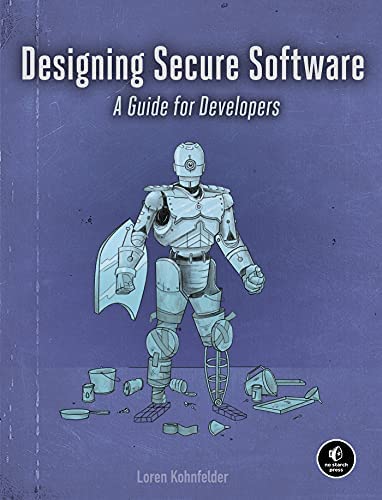 Designing Secure Software
A Guide for Developers
Loren Kohnfelder
no starch
press